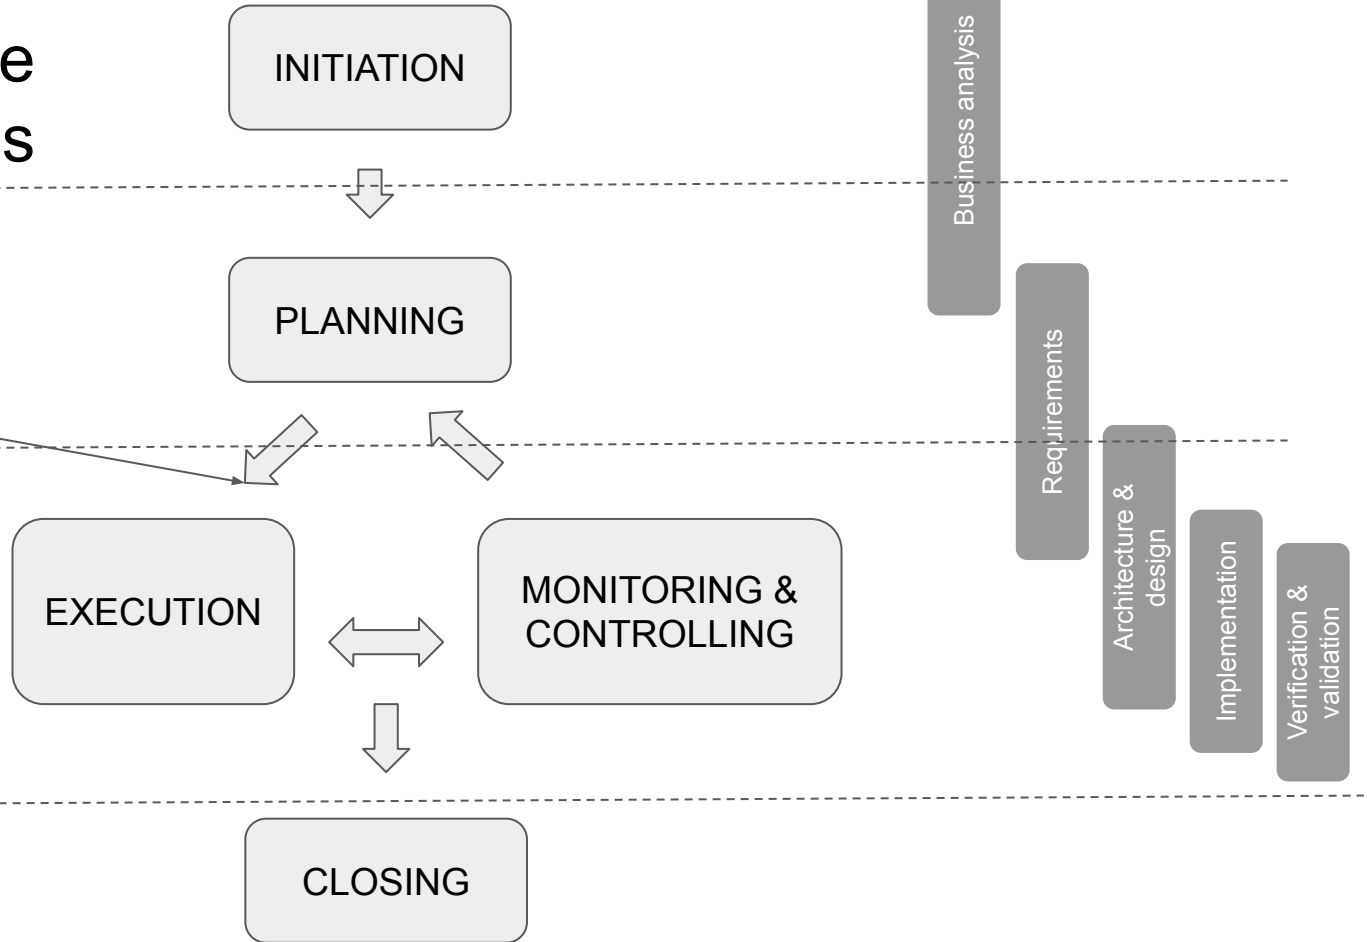 e
s
INITIATION
PLANNING
EXECUTION
MONITORING &
CONTROLLING
CLOSING
Business analysis
Requirements
Architecture &
design
Implementation
Verification &
validation